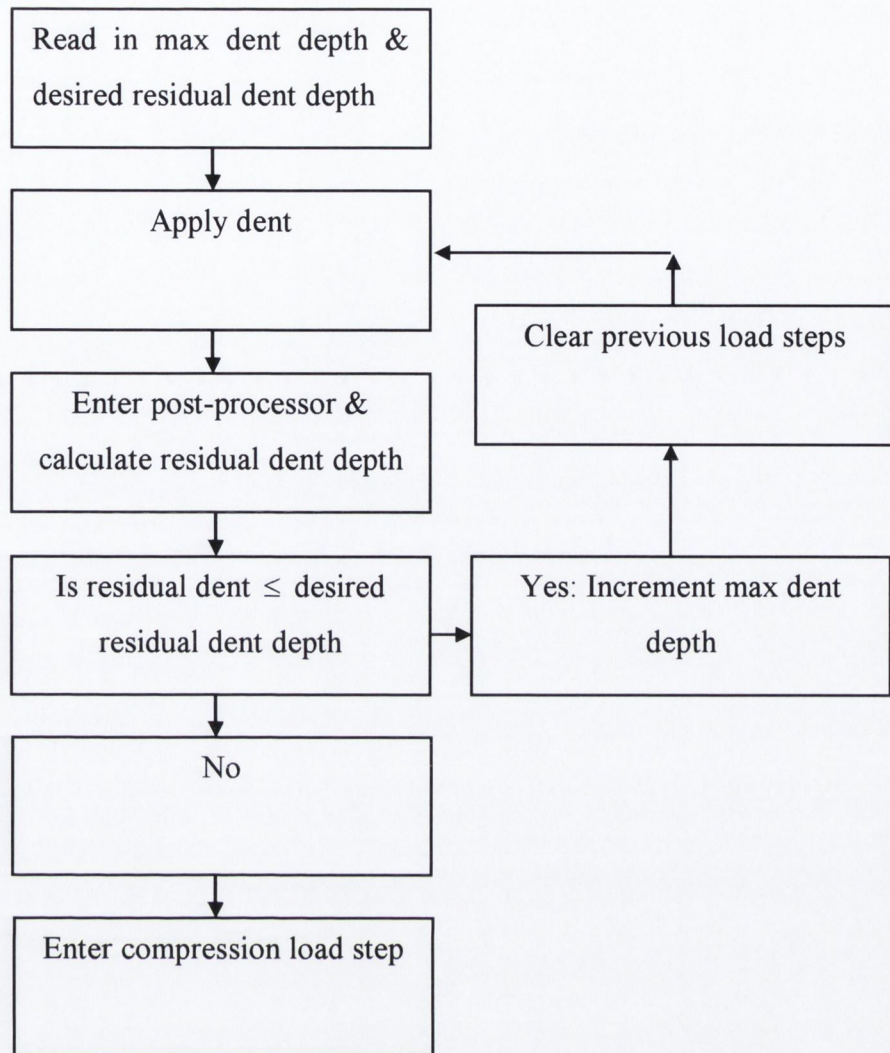 Read in max dent depth &
desired residual dent depth
Apply dent
Clear previous load steps
Enter post-processor &
calculate residual dent depth
Is residual dent ≤ desired
residual dent depth
Yes: Increment max dent
depth
No
Enter compression load step